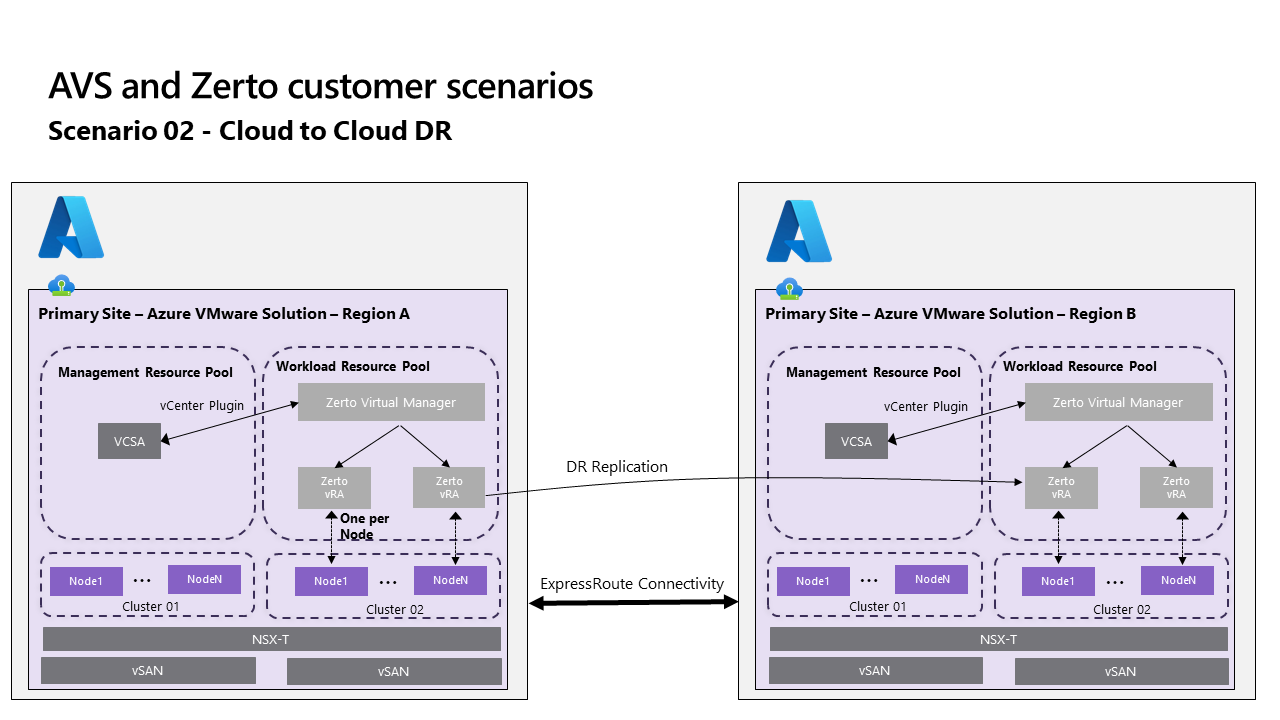 AVS and Zerto customer scenarios
Scenario 02 - Cloud to Cloud DR
Primary Site – Azure VMware Solution – Region A
Management Resource Pool
Workload Resource Pool
vCenter Plugin
Zerto Virtual Manager
VCSA
Zerto
vRA
Zerto
vRA
One per
Node
Node1
...
NodeN
Cluster 01
Node1
...
NodeN
Cluster 02
NSX-T
vSAN
vSAN
DR Replication
ExpressRoute Connectivity
Primary Site – Azure VMware Solution – Region B
Management Resource Pool
Workload Resource Pool
vCenter Plugin
Zerto Virtual Manager
VCSA
Zerto
vRA
Zerto
vRA
Node1
...
NodeN
Cluster 01
Node1
...
NodeN
Cluster 02
NSX-T
vSAN
vSAN